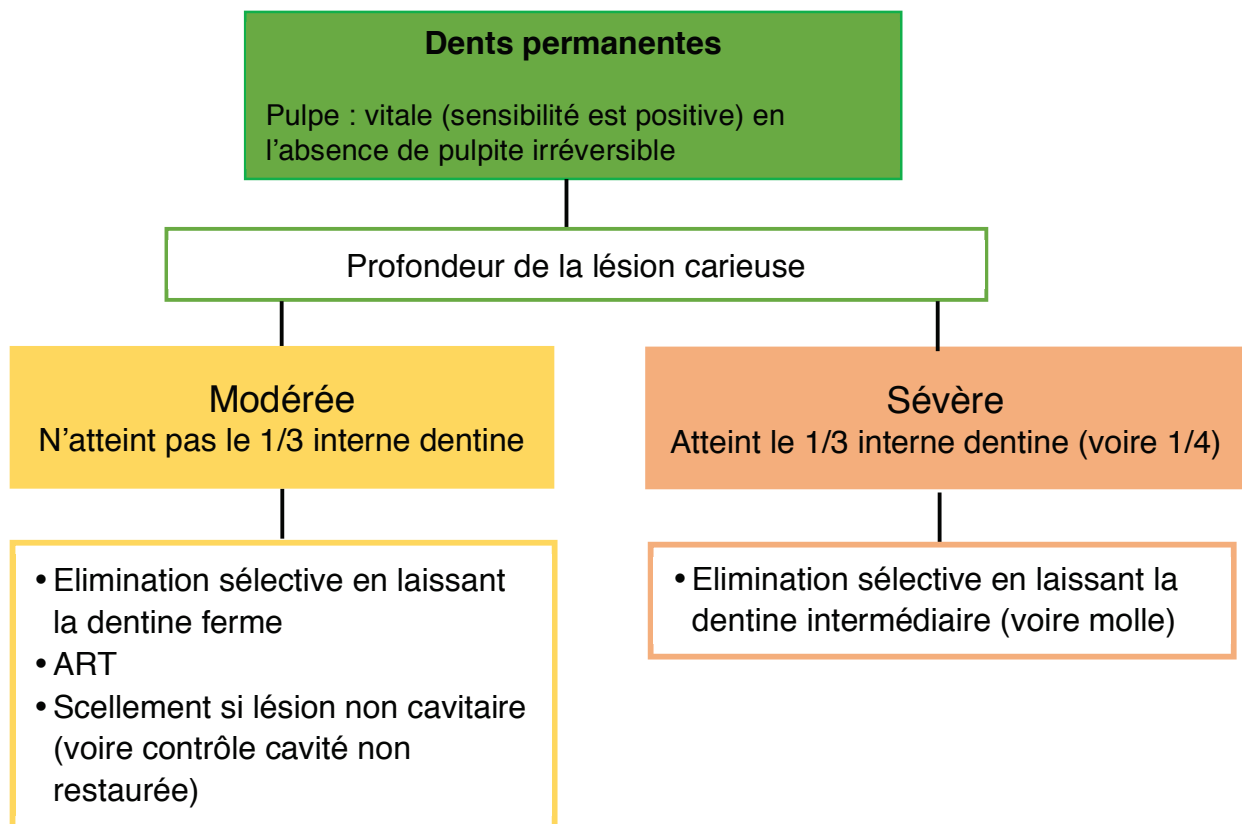 Dents permanentes
Pulpe : vitale (sensibilité est positive) en
l'absence de pulpite irréversible
Profondeur de la lésion carieuse
Modérée
N'atteint pas le 1/3 interne dentine
Sévère
Atteint le 1/3 interne dentine (voire 1/4)
• Elimination sélective en laissant
la dentine ferme
• ART
• Scellement si lésion non cavitaire
(voire contrôle cavité non
restaurée)
• Elimination sélective en laissant la
dentine intermédiaire (voire molle)